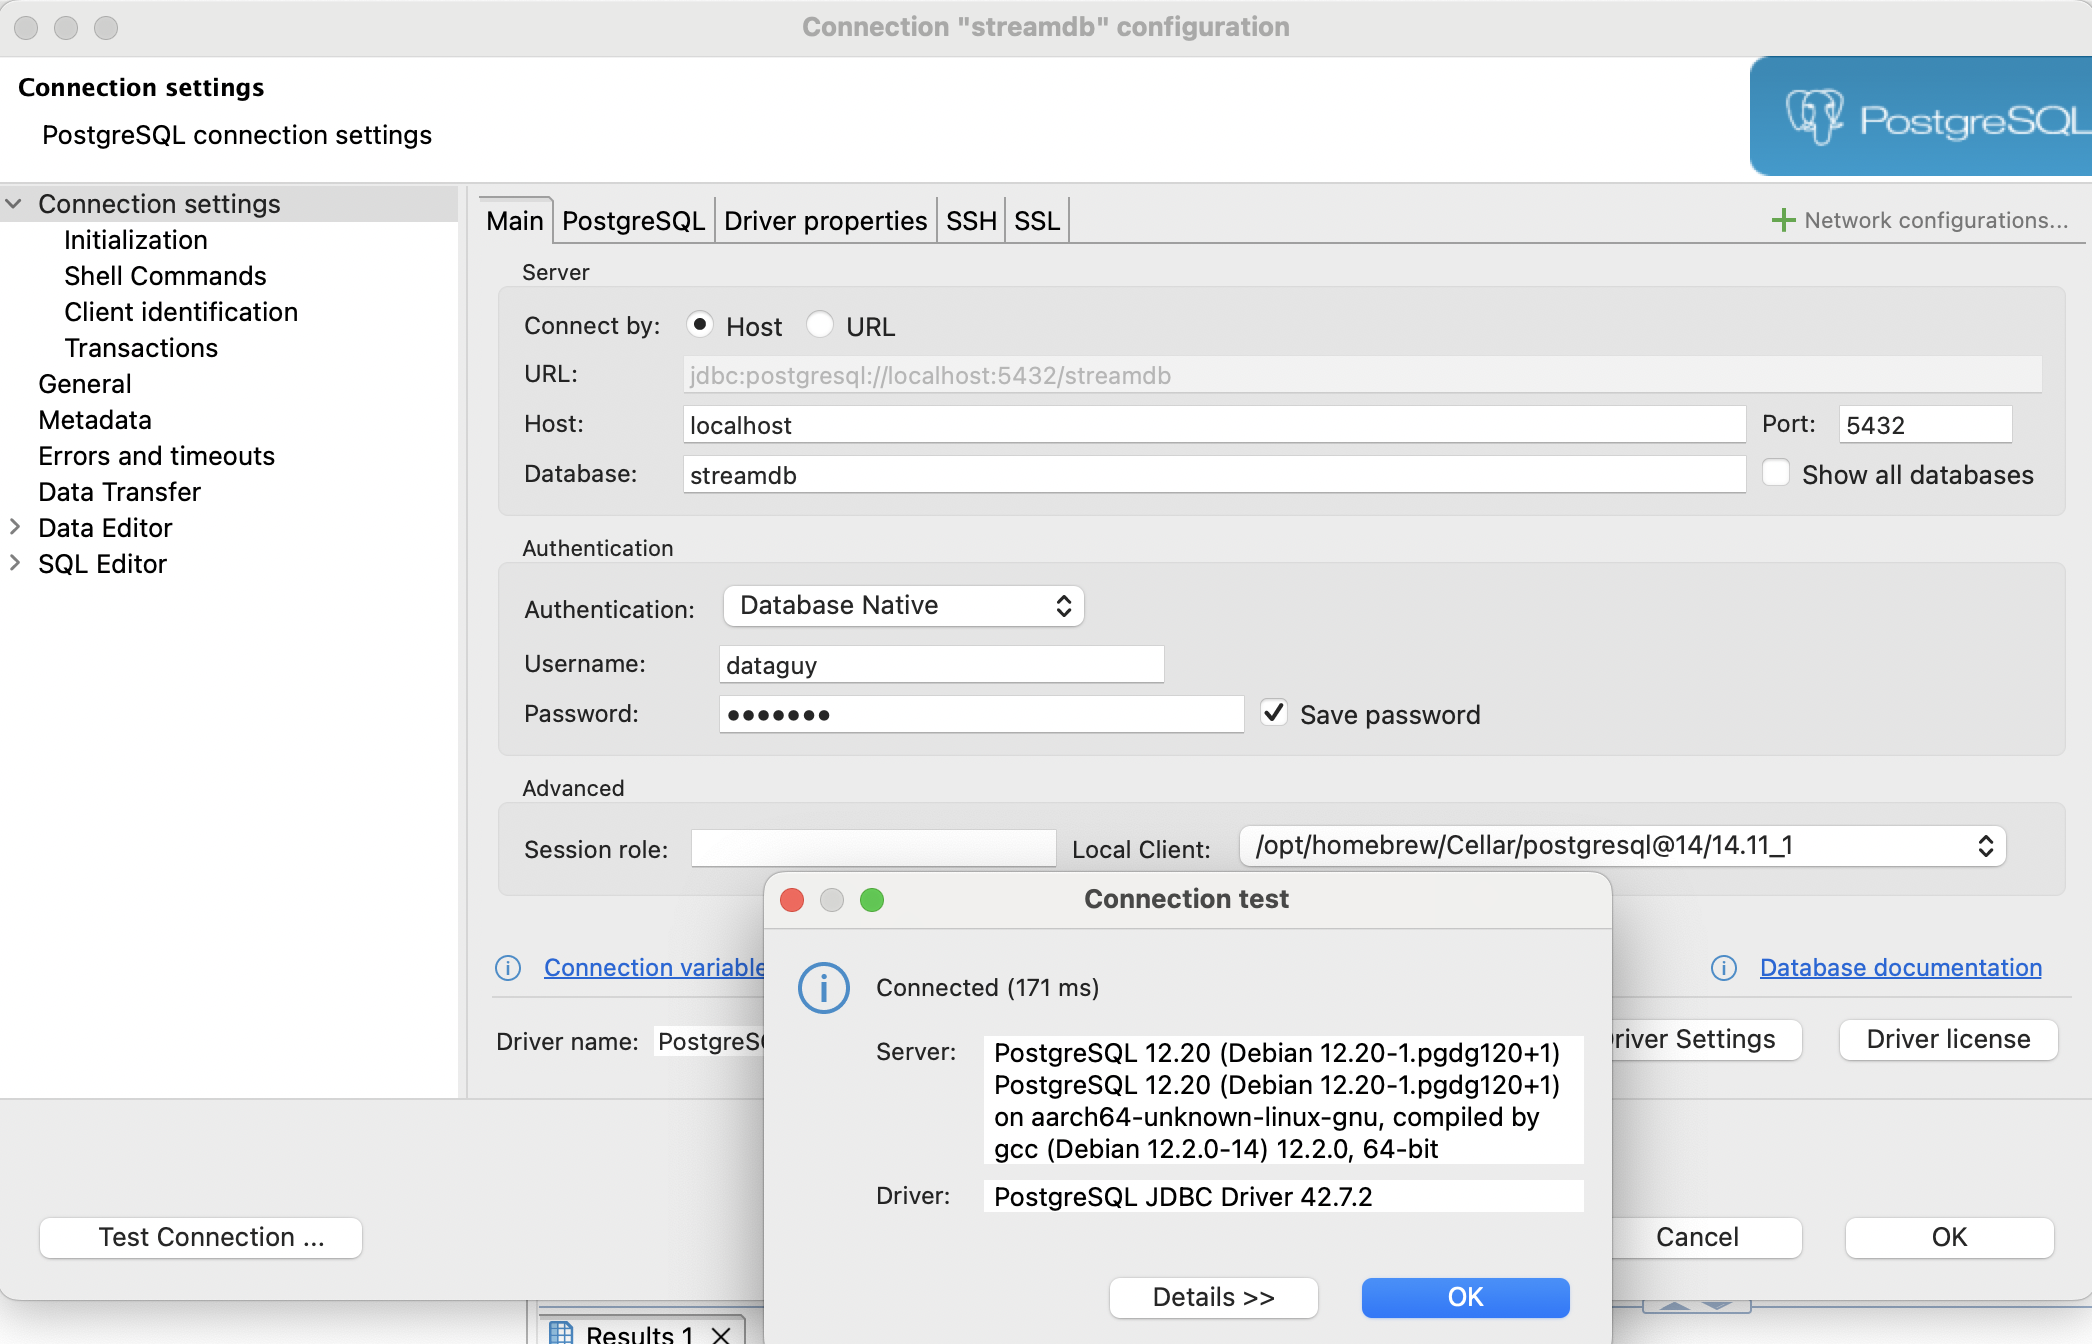 Connection "streamdb" configuration
Connection settings
PostgreSQL connection settings
PostgreSQL
Connection settings
Initialization
Shell Commands
Client identification
Transactions
General
Metadata
Errors and timeouts
Data Transfer
Data Editor
SQL Editor
Main PostgreSQL Driver properties SSH SSL
Network configurations...
Server
Connect by: Host URL
URL: jdbc:postgresql://localhost:5432/streamdb
Host: localhost Port: 5432
Database: streamdb Show all databases
Authentication
Authentication: Database Native
Username: dataguy
Password: ●●●●●●● Save password
Advanced
Session role: Local Client: /opt/homebrew/Cellar/postgresql@14/14.11_1
Connection variable
Database documentation
Driver name: PostgreS
river Settings Driver license
Connection test
Connected (171 ms)
Server: PostgreSQL 12.20 (Debian 12.20-1.pgdg120+1)
PostgreSQL 12.20 (Debian 12.20-1.pgdg120+1)
on aarch64-unknown-linux-gnu, compiled by
gcc (Debian 12.2.0-14) 12.2.0, 64-bit
Driver: PostgreSQL JDBC Driver 42.7.2
Details >> OK
Test Connection ...
Cancel OK
Results 1